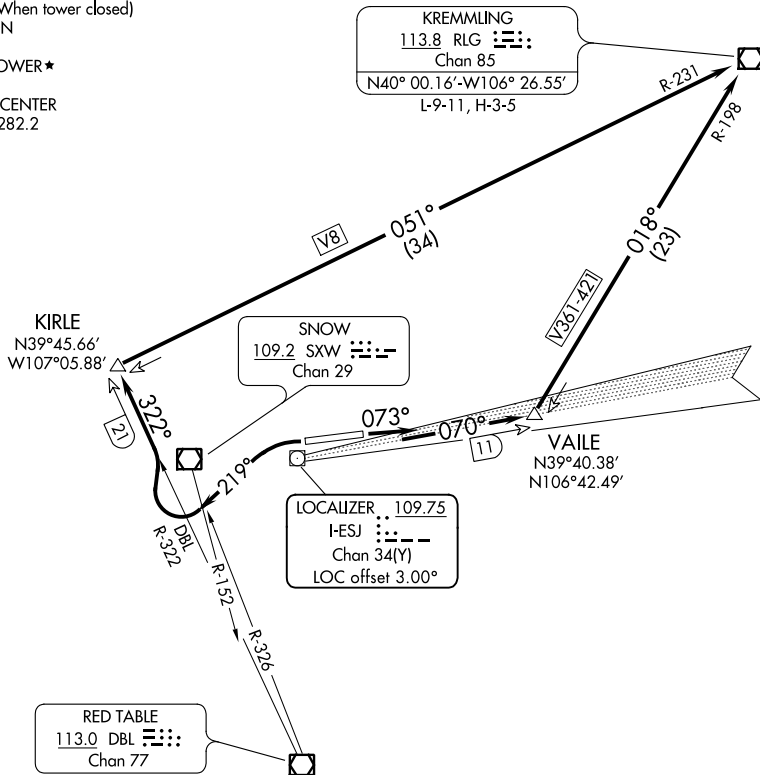 When tower closed)
N
OWER★
CENTER
282.2
KREMMLING
113.8 RLG
Chan 85
N40° 00.16'-W106° 26.55'
L-9-11, H-3-5
R-231
R-198
V8
051°
(34)
018°
(23)
V361-421
KIRLE
N39°45.66'
W107°05.88'
SNOW
109.2 SXW
Chan 29
21
322°
073°
070°
11
VAILE
N39°40.38'
N106°42.49'
219°
LOCALIZER 109.75
I-ESJ
Chan 34(Y)
LOC offset 3.00°
DBL
R-322
R-152
R-326
RED TABLE
113.0 DBL
Chan 77